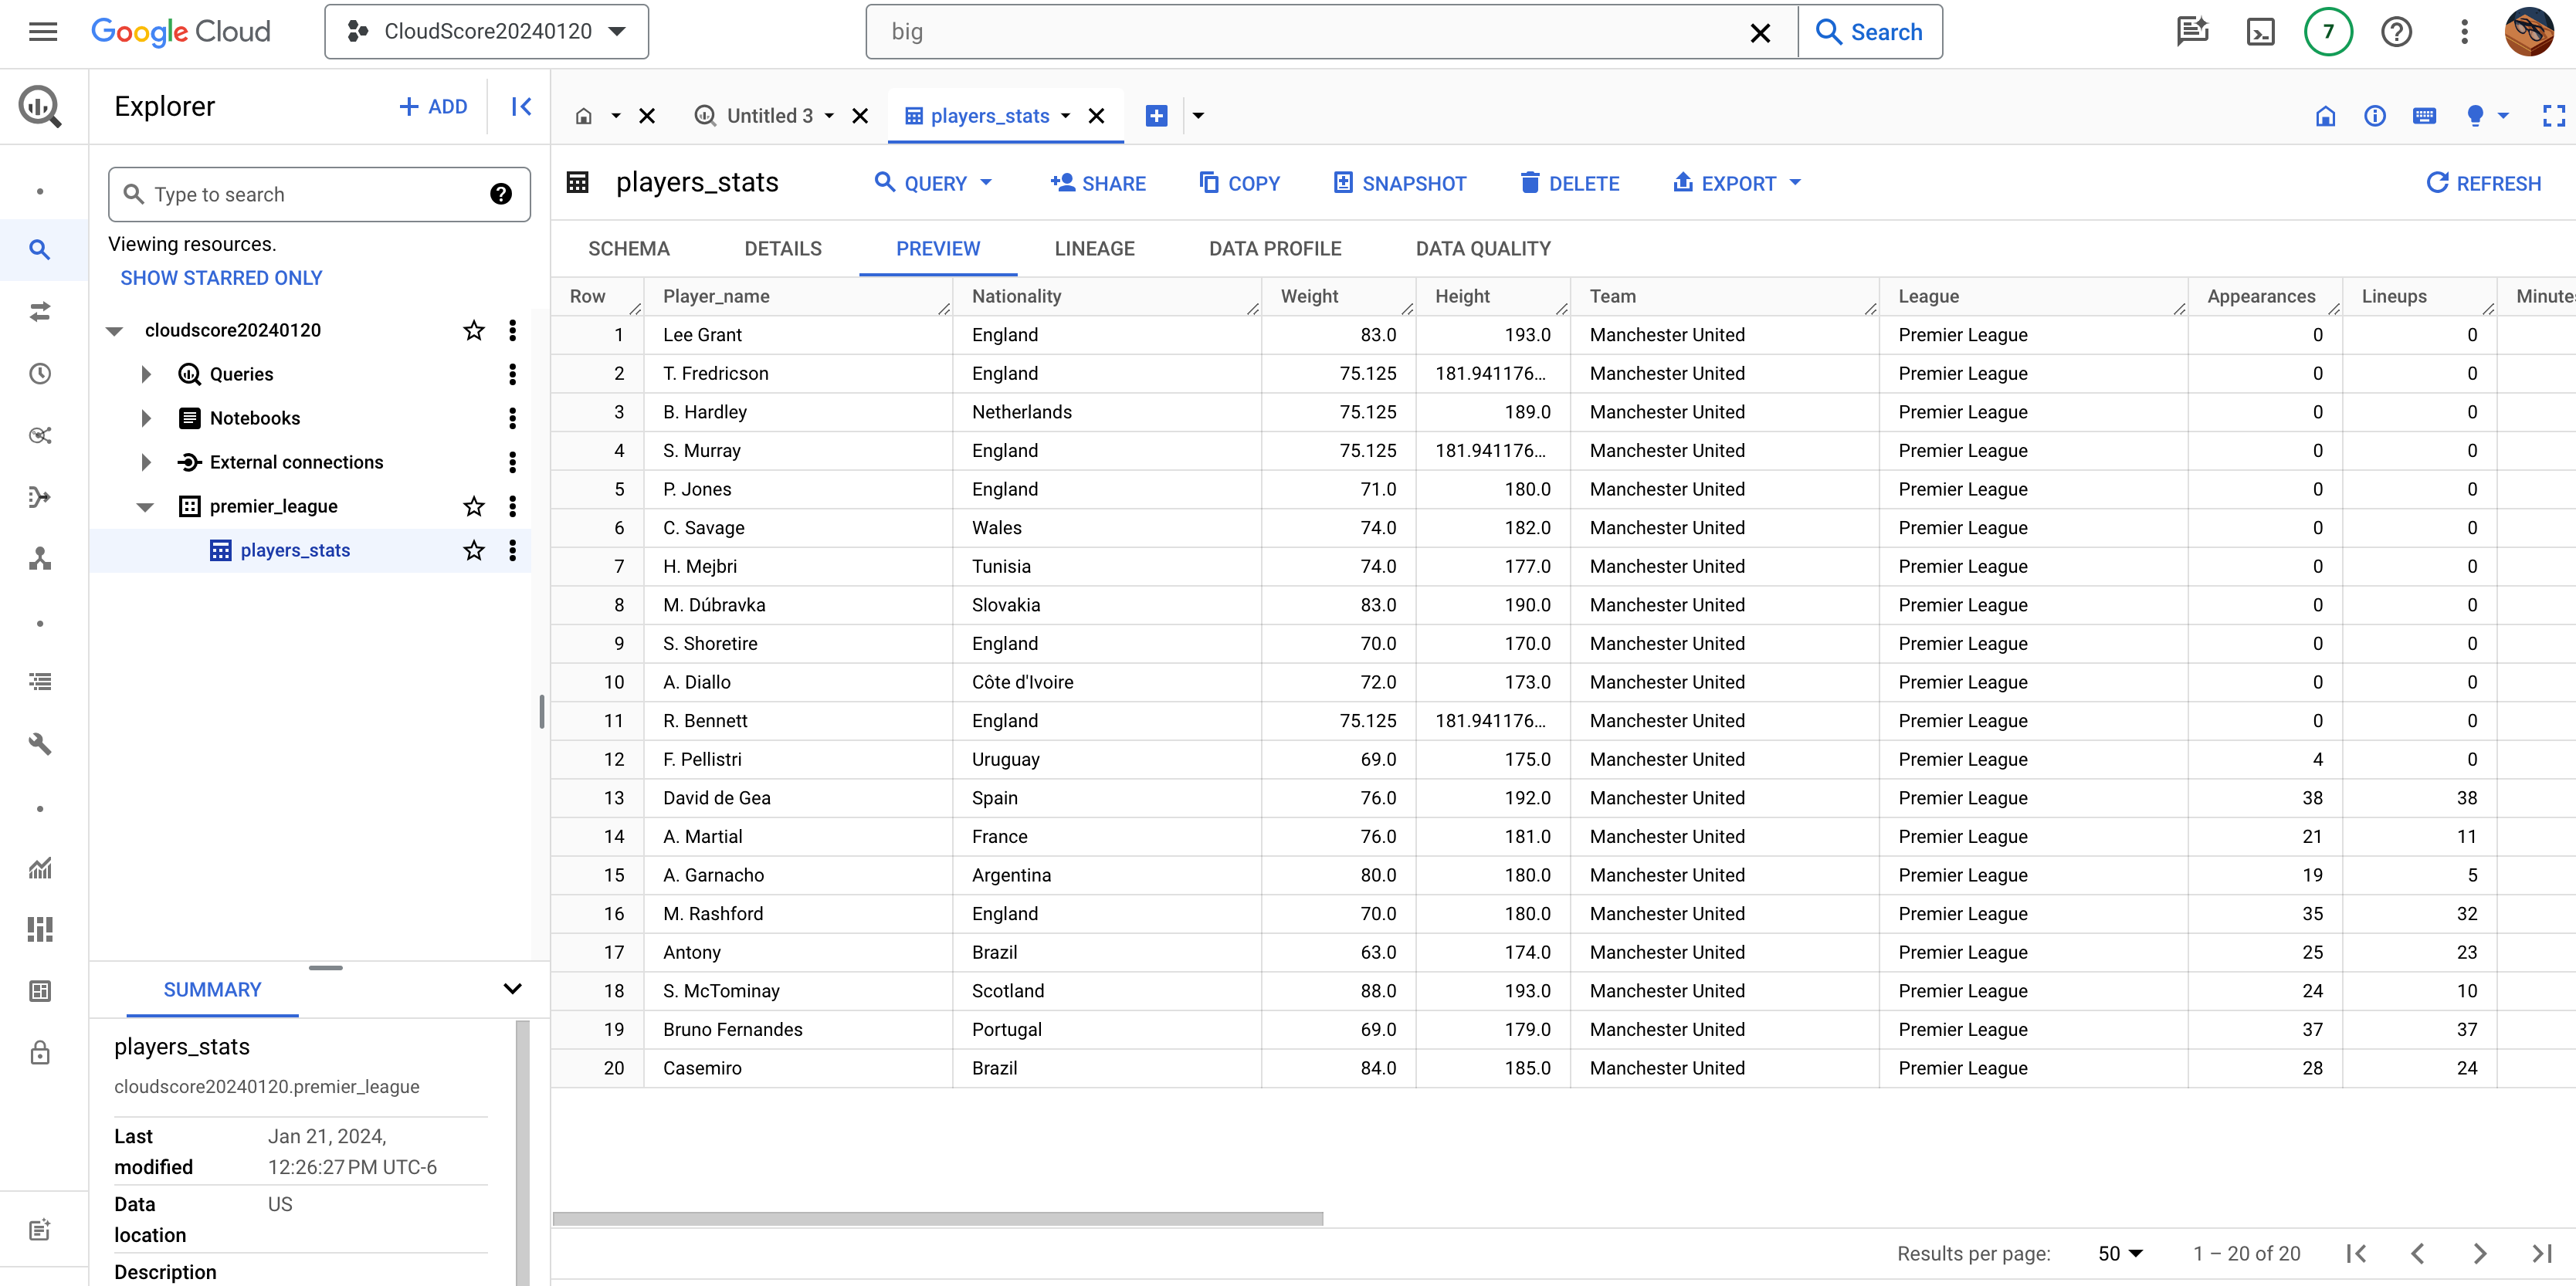 Google Cloud
CloudScore20240120
big
Search
7
Explorer
ADD
Untitled 3
players_stats
Type to search
Viewing resources.
SHOW STARRED ONLY
cloudscore20240120
Queries
Notebooks
External connections
premier_league
players_stats
SUMMARY
players_stats
cloudscore20240120.premier_league
Last modified Jan 21, 2024, 12:26:27 PM UTC-6
Data location US
Description
players_stats
QUERY SHARE COPY SNAPSHOT DELETE EXPORT REFRESH
SCHEMA DETAILS PREVIEW LINEAGE DATA PROFILE DATA QUALITY
Row Player_name Nationality Weight Height Team League Appearances Lineups Minute
1 Lee Grant England 83.0 193.0 Manchester United Premier League 0 0
2 T. Fredricson England 75.125 181.941176... Manchester United Premier League 0 0
3 B. Hardley Netherlands 75.125 189.0 Manchester United Premier League 0 0
4 S. Murray England 75.125 181.941176... Manchester United Premier League 0 0
5 P. Jones England 71.0 180.0 Manchester United Premier League 0 0
6 C. Savage Wales 74.0 182.0 Manchester United Premier League 0 0
7 H. Mejbri Tunisia 74.0 177.0 Manchester United Premier League 0 0
8 M. Dúbravka Slovakia 83.0 190.0 Manchester United Premier League 0 0
9 S. Shoretire England 70.0 170.0 Manchester United Premier League 0 0
10 A. Diallo Côte d'Ivoire 72.0 173.0 Manchester United Premier League 0 0
11 R. Bennett England 75.125 181.941176... Manchester United Premier League 0 0
12 F. Pellistri Uruguay 69.0 175.0 Manchester United Premier League 4 0
13 David de Gea Spain 76.0 192.0 Manchester United Premier League 38 38
14 A. Martial France 76.0 181.0 Manchester United Premier League 21 11
15 A. Garnacho Argentina 80.0 180.0 Manchester United Premier League 19 5
16 M. Rashford England 70.0 180.0 Manchester United Premier League 35 32
17 Antony Brazil 63.0 174.0 Manchester United Premier League 25 23
18 S. McTominay Scotland 88.0 193.0 Manchester United Premier League 24 10
19 Bruno Fernandes Portugal 69.0 179.0 Manchester United Premier League 37 37
20 Casemiro Brazil 84.0 185.0 Manchester United Premier League 28 24
Results per page: 50 1 – 20 of 20